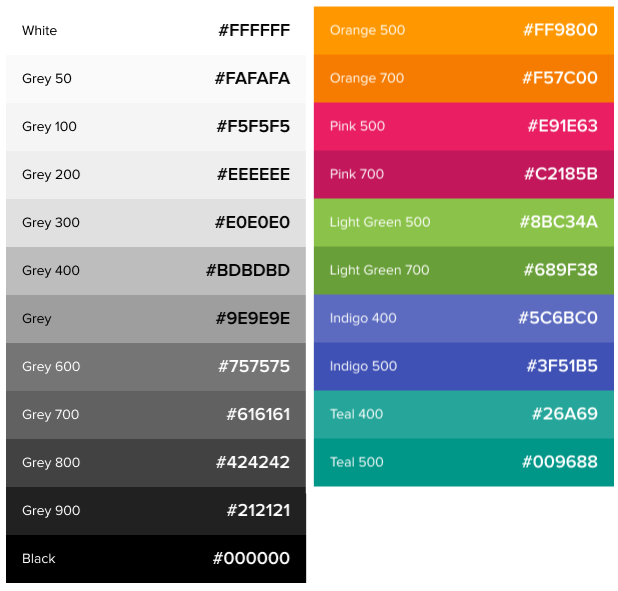 White #FFFFFF
Grey 50 #FAFAFA
Grey 100 #F5F5F5
Grey 200 #EEEEEE
Grey 300 #E0E0E0
Grey 400 #BDBDBD
Grey #9E9E9E
Grey 600 #757575
Grey 700 #616161
Grey 800 #424242
Grey 900 #212121
Black #000000
Orange 500 #FF9800
Orange 700 #F57C00
Pink 500 #E91E63
Pink 700 #C2185B
Light Green 500 #8BC34A
Light Green 700 #689F38
Indigo 400 #5C6BC0
Indigo 500 #3F51B5
Teal 400 #26A69
Teal 500 #009688